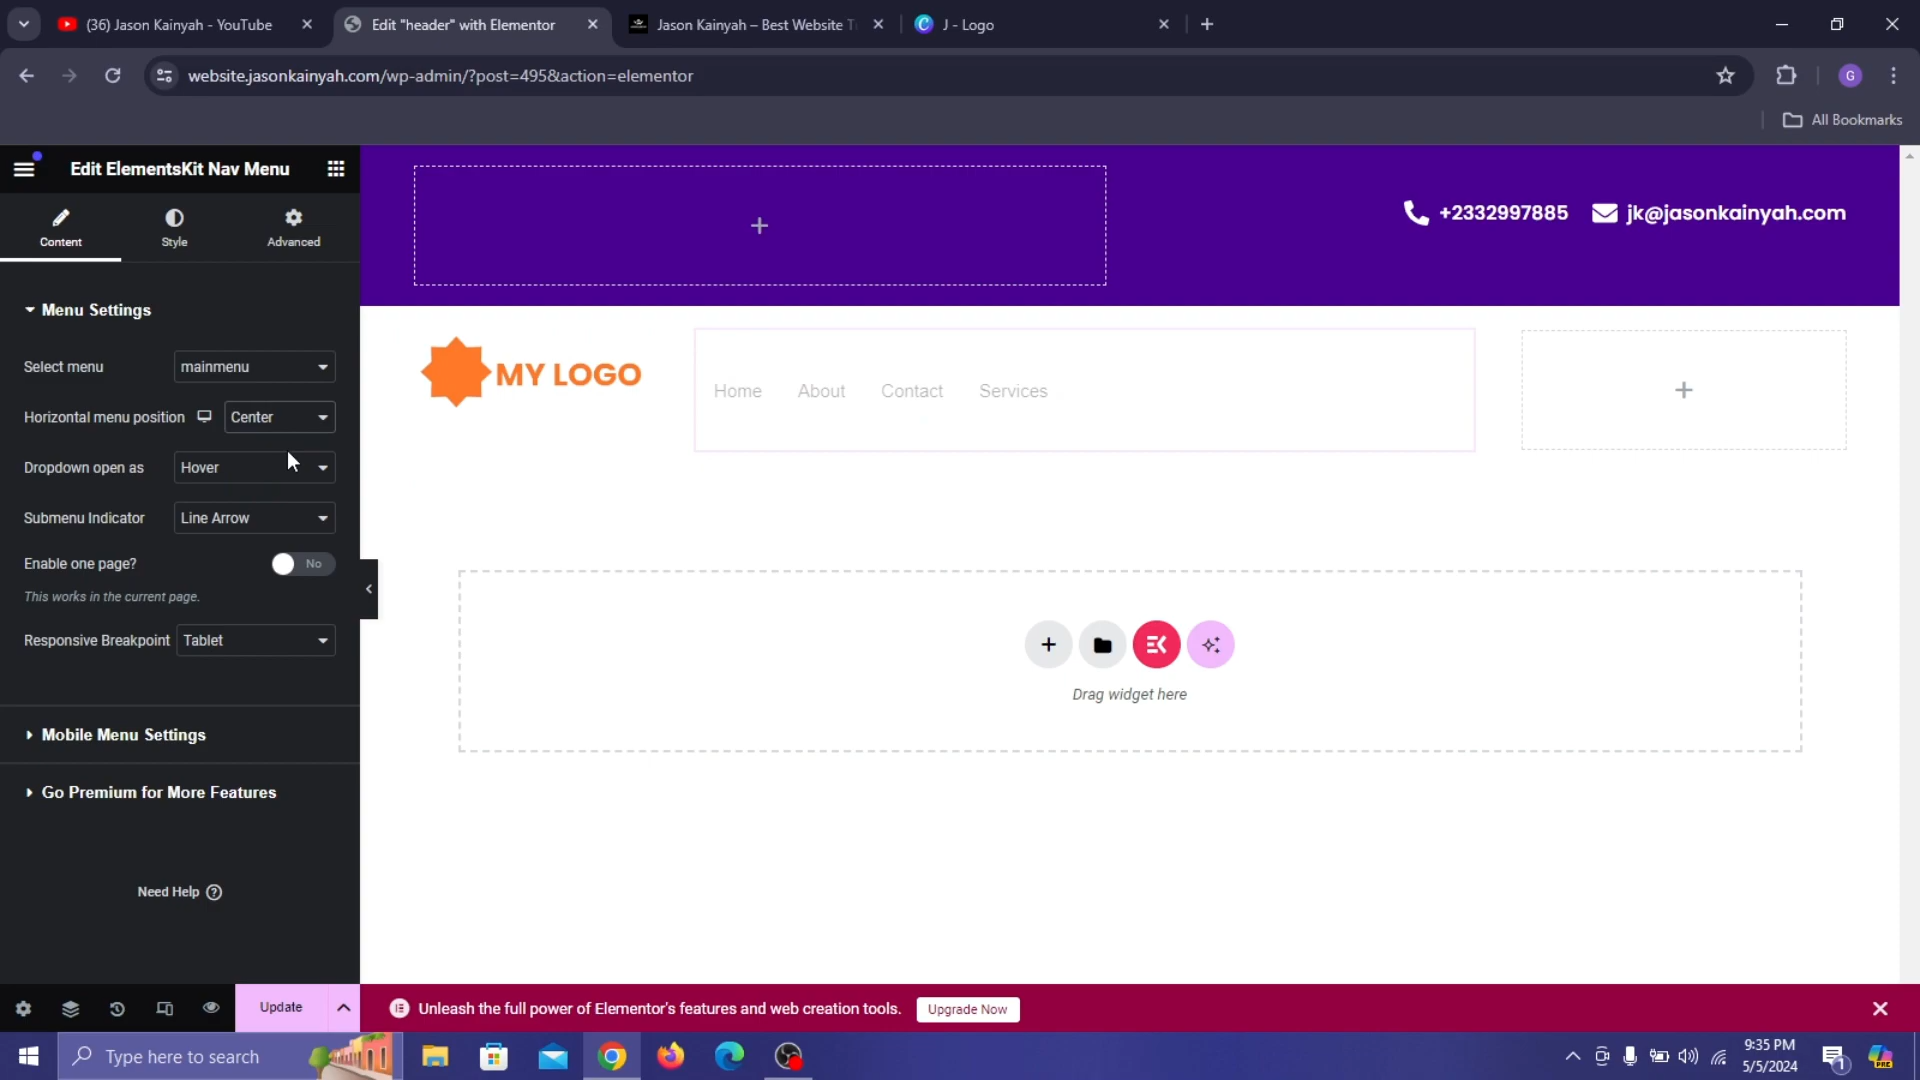 (36) Jason Kainyah - YouTube
Edit "header" with Elementor
Jason Kainyah – Best Website T
J - Logo
website.jasonkainyah.com/wp-admin/?post=495&action=elementor
G
All Bookmarks
Edit ElementsKit Nav Menu
Content
Style
Advanced
+2332997885
jk@jasonkainyah.com
Menu Settings
Select menu
mainmenu
MY LOGO
Home
About
Contact
Services
Horizontal menu position
Center
Dropdown open as
Hover
Submenu Indicator
Line Arrow
Enable one page?
No
This works in the current page.
Responsive Breakpoint
Tablet
Drag widget here
Mobile Menu Settings
Go Premium for More Features
Need Help
Update
Unleash the full power of Elementor's features and web creation tools.
Upgrade Now
Type here to search
9:35 PM
5/5/2024
1
PRE